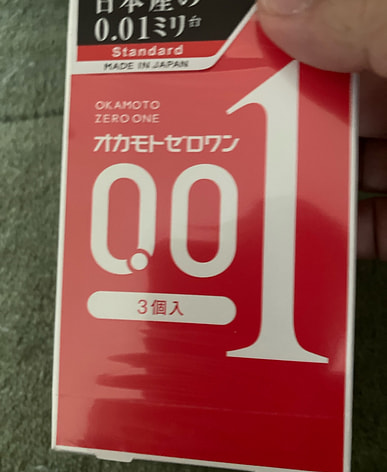 日本産の
0.01ミリ台
Standard
MADE IN JAPAN
OKAMOTO
ZERO ONE
オカモトゼロワン
0.01
3個入